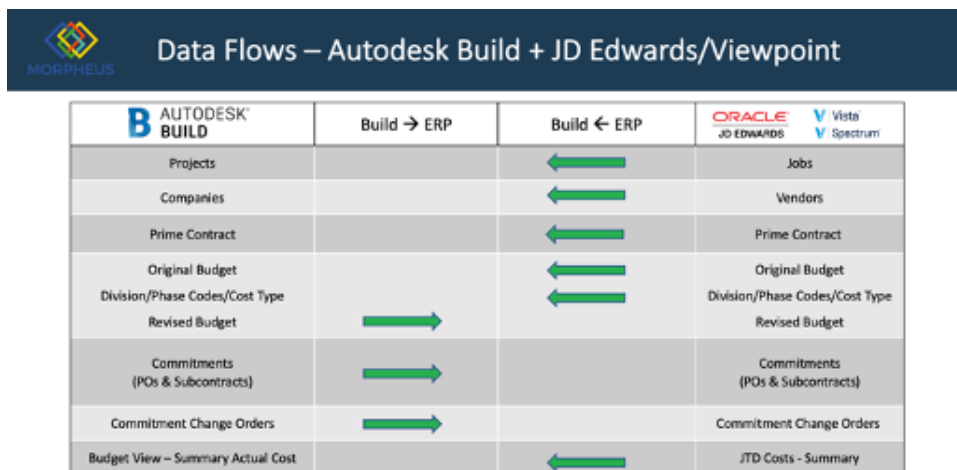 MORPHEUS
Data Flows – Autodesk Build + JD Edwards/Viewpoint
AUTODESK
BUILD
Build → ERP
Build ← ERP
ORACLE
JD EDWARDS
Vista
Spectrum
Projects
Jobs
Companies
Vendors
Prime Contract
Prime Contract
Original Budget
Original Budget
Division/Phase Codes/Cost Type
Division/Phase Codes/Cost Type
Revised Budget
Revised Budget
Commitments
(POs & Subcontracts)
Commitments
(POs & Subcontracts)
Commitment Change Orders
Commitment Change Orders
Budget View – Summary Actual Cost
JTD Costs - Summary